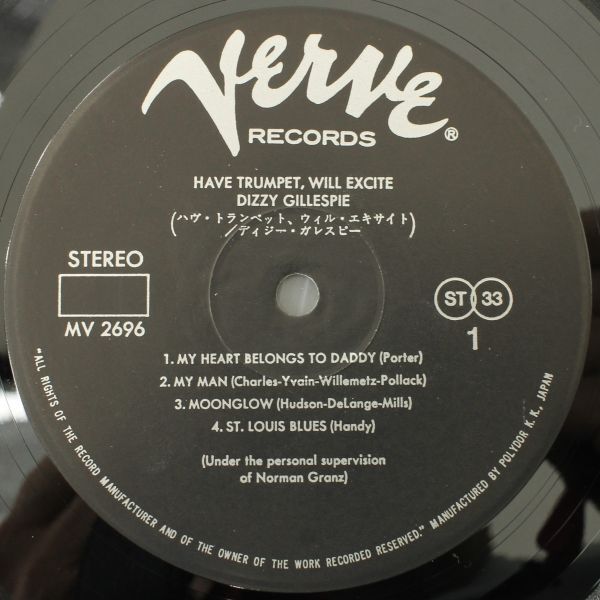 Verve
RECORDS ®
HAVE TRUMPET, WILL EXCITE
DIZZY GILLESPIE
(ハヴ・トランペット、ウィル・エキサイト
/ディジー・ガレスピー)
STEREO
MV 2696
ST 33
1
1. MY HEART BELONGS TO DADDY (Porter)
2. MY MAN (Charles-Yvain-Willemetz-Pollack)
3. MOONGLOW (Hudson-DeLange-Mills)
4. ST. LOUIS BLUES (Handy)
(Under the personal supervision
of Norman Granz)
"ALL RIGHTS OF THE RECORD MANUFACTURER AND OF THE OWNER OF THE WORK RECORDED RESERVED." MANUFACTURED BY POLYDOR K. K., JAPAN